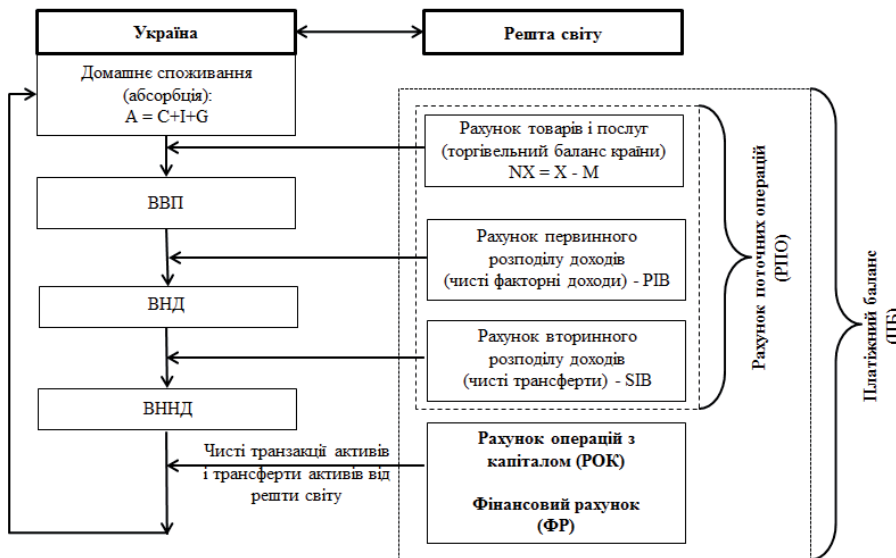 Україна
Решта світу
Домашнє споживання
(абсорбція):
A = C+I+G
Рахунок товарів і послуг
(торгівельний баланс країни)
NX = X - M
ВВП
Рахунок первинного
розподілу доходів
(чисті факторні доходи) - PIB
ВНД
Рахунок вторинного
розподілу доходів
(чисті трансферти) - SIB
ВННД
Чисті транзакції активів
і трансферти активів від
решти світу
Рахунок операцій з
капіталом (РОК)
Фінансовий рахунок
(ФР)
Рахунок поточних операцій
(РПО)
Платіжний баланс
(ПБ)